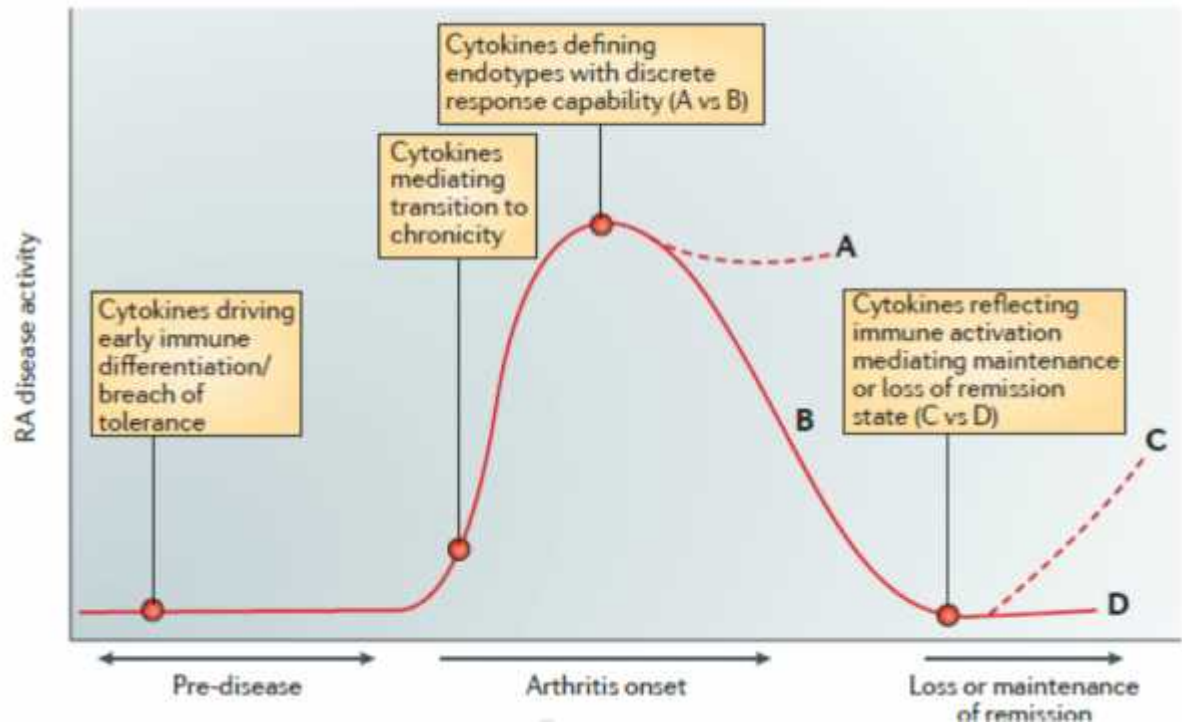 Cytokines defining
endotypes with discrete
response capability (A vs B)
Cytokines
mediating
transition to
chronicity
A
Cytokines driving
early immune
differentiation/
breach of
tolerance
Cytokines reflecting
immune activation
mediating maintenance
or loss of remission
state (C vs D)
B
C
D
RA disease activity
Pre-disease
Arthritis onset
Loss or maintenance
of remission